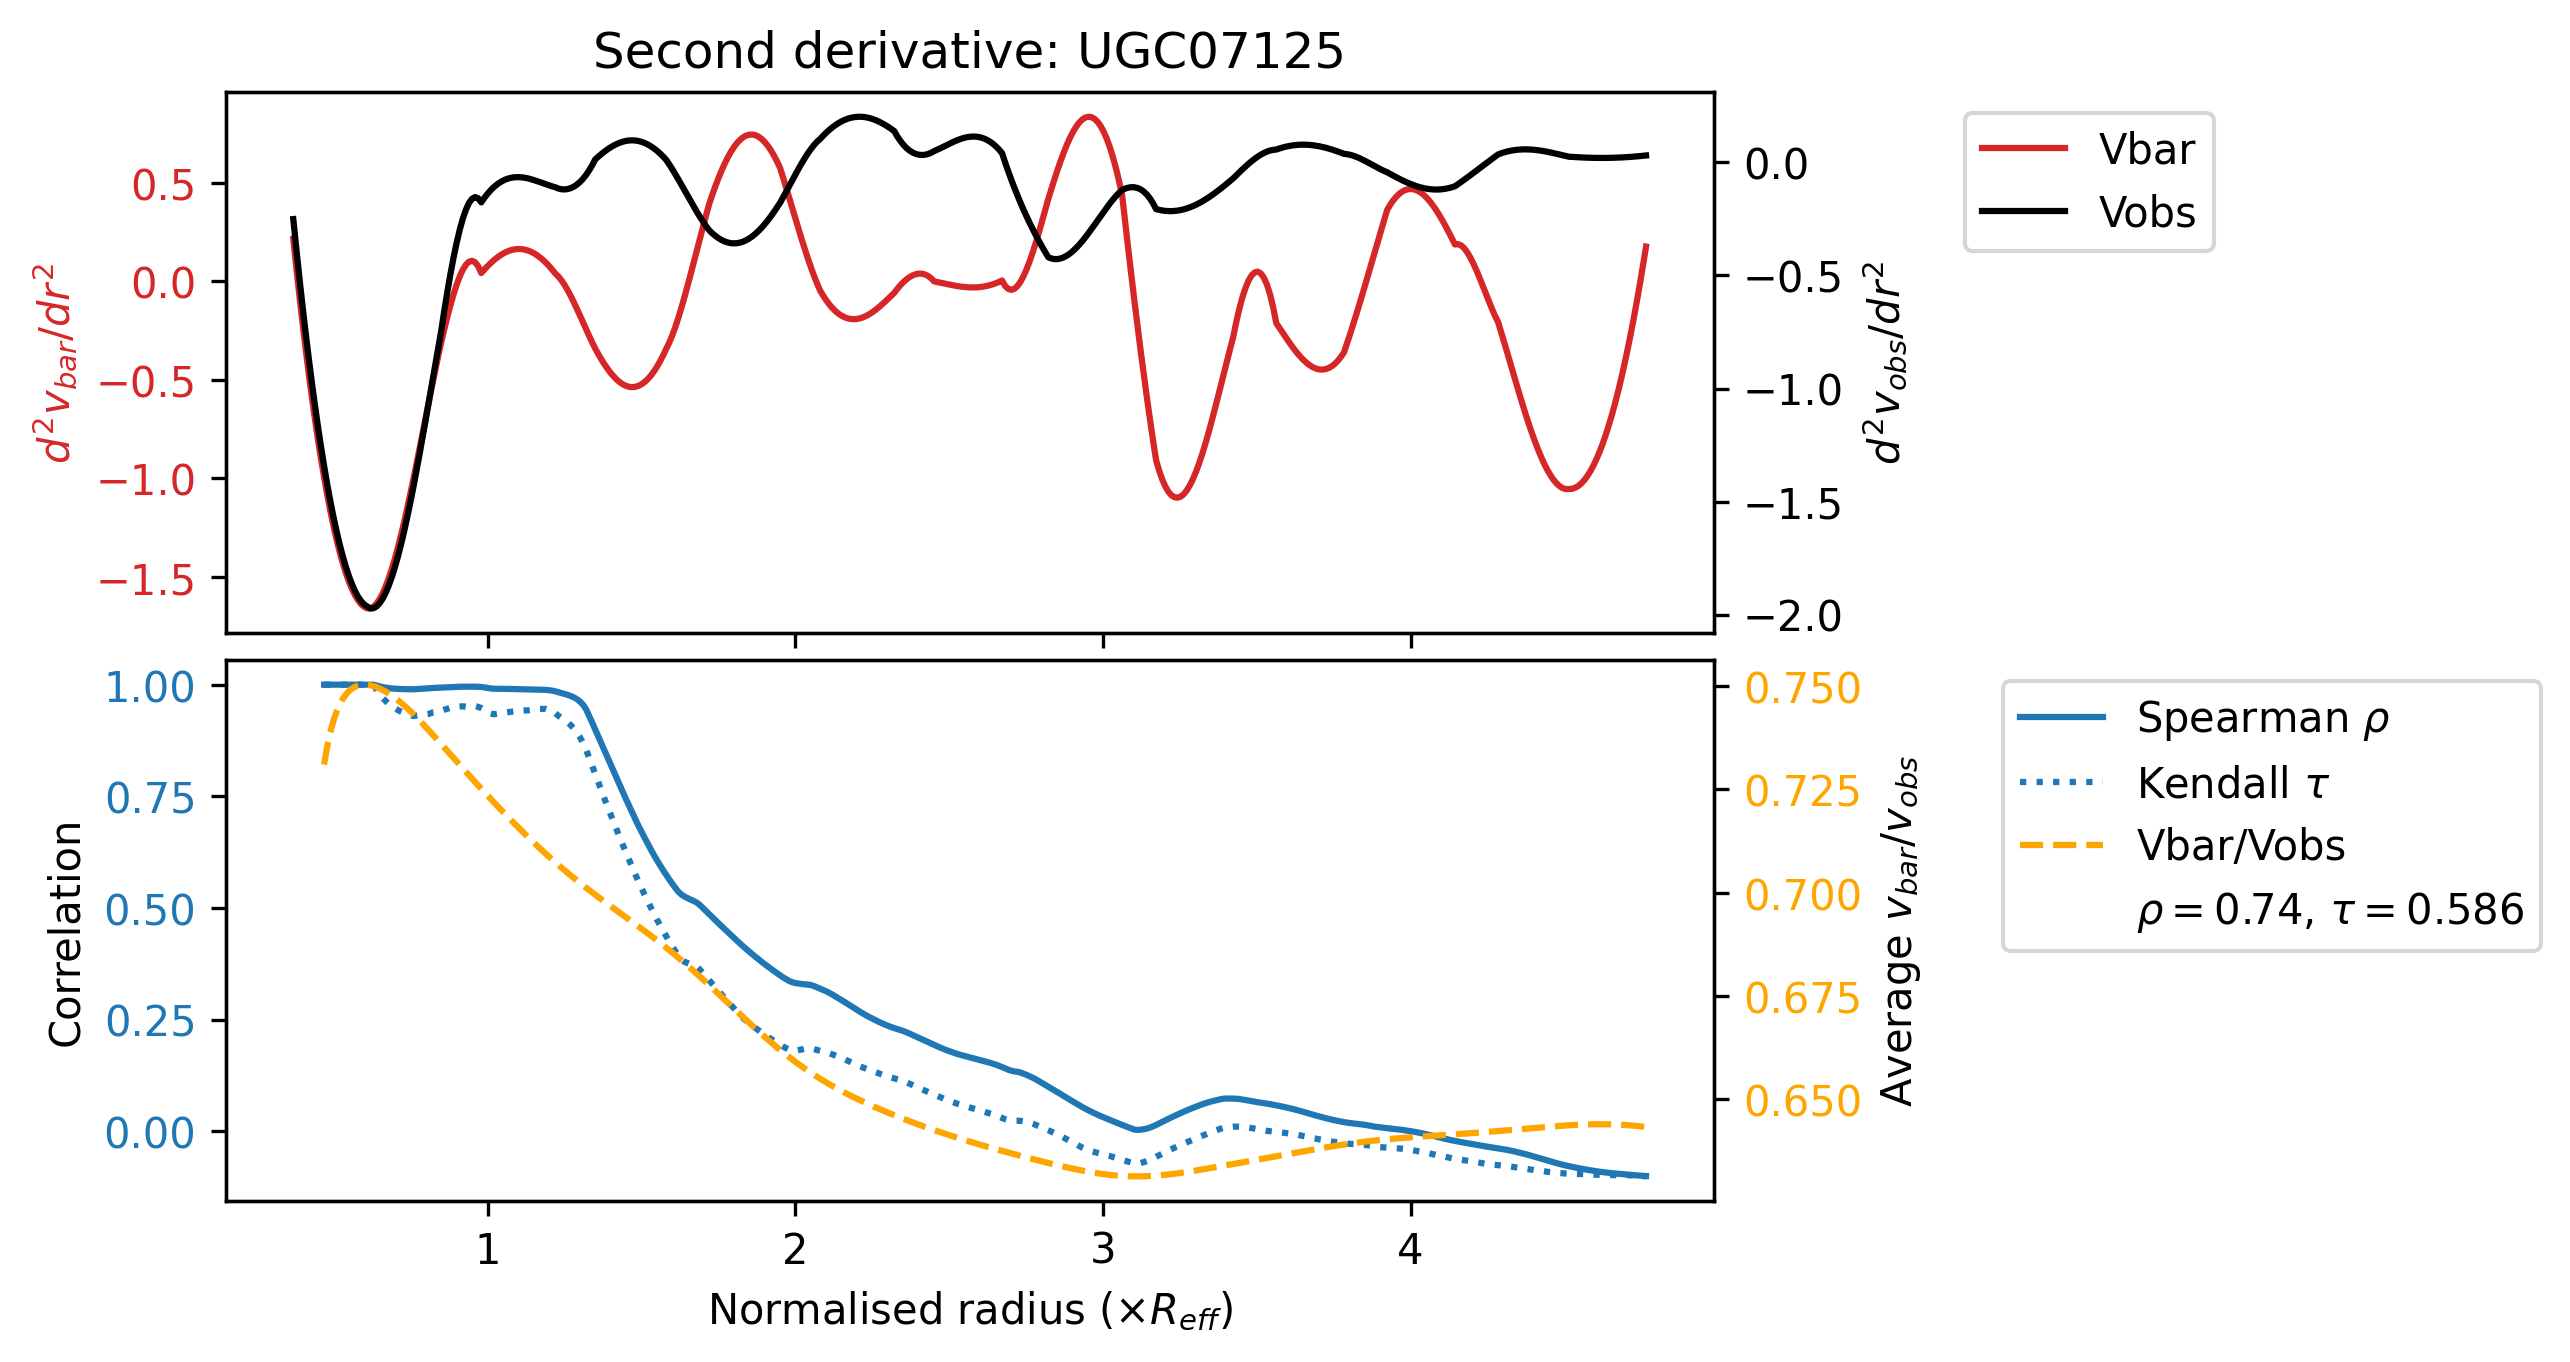 Second derivative: UGC07125
d²v_bar/dr²
0.5
0.0
−0.5
−1.0
−1.5
0.0
−0.5
−1.0
−1.5
−2.0
d²v_obs/dr²
Vbar
Vobs
Correlation
1.00
0.75
0.50
0.25
0.00
0.750
0.725
0.700
0.675
0.650
Average v_bar/v_obs
Spearman ρ
Kendall τ
Vbar/Vobs
ρ = 0.74, τ = 0.586
1 2 3 4
Normalised radius (×R_eff)